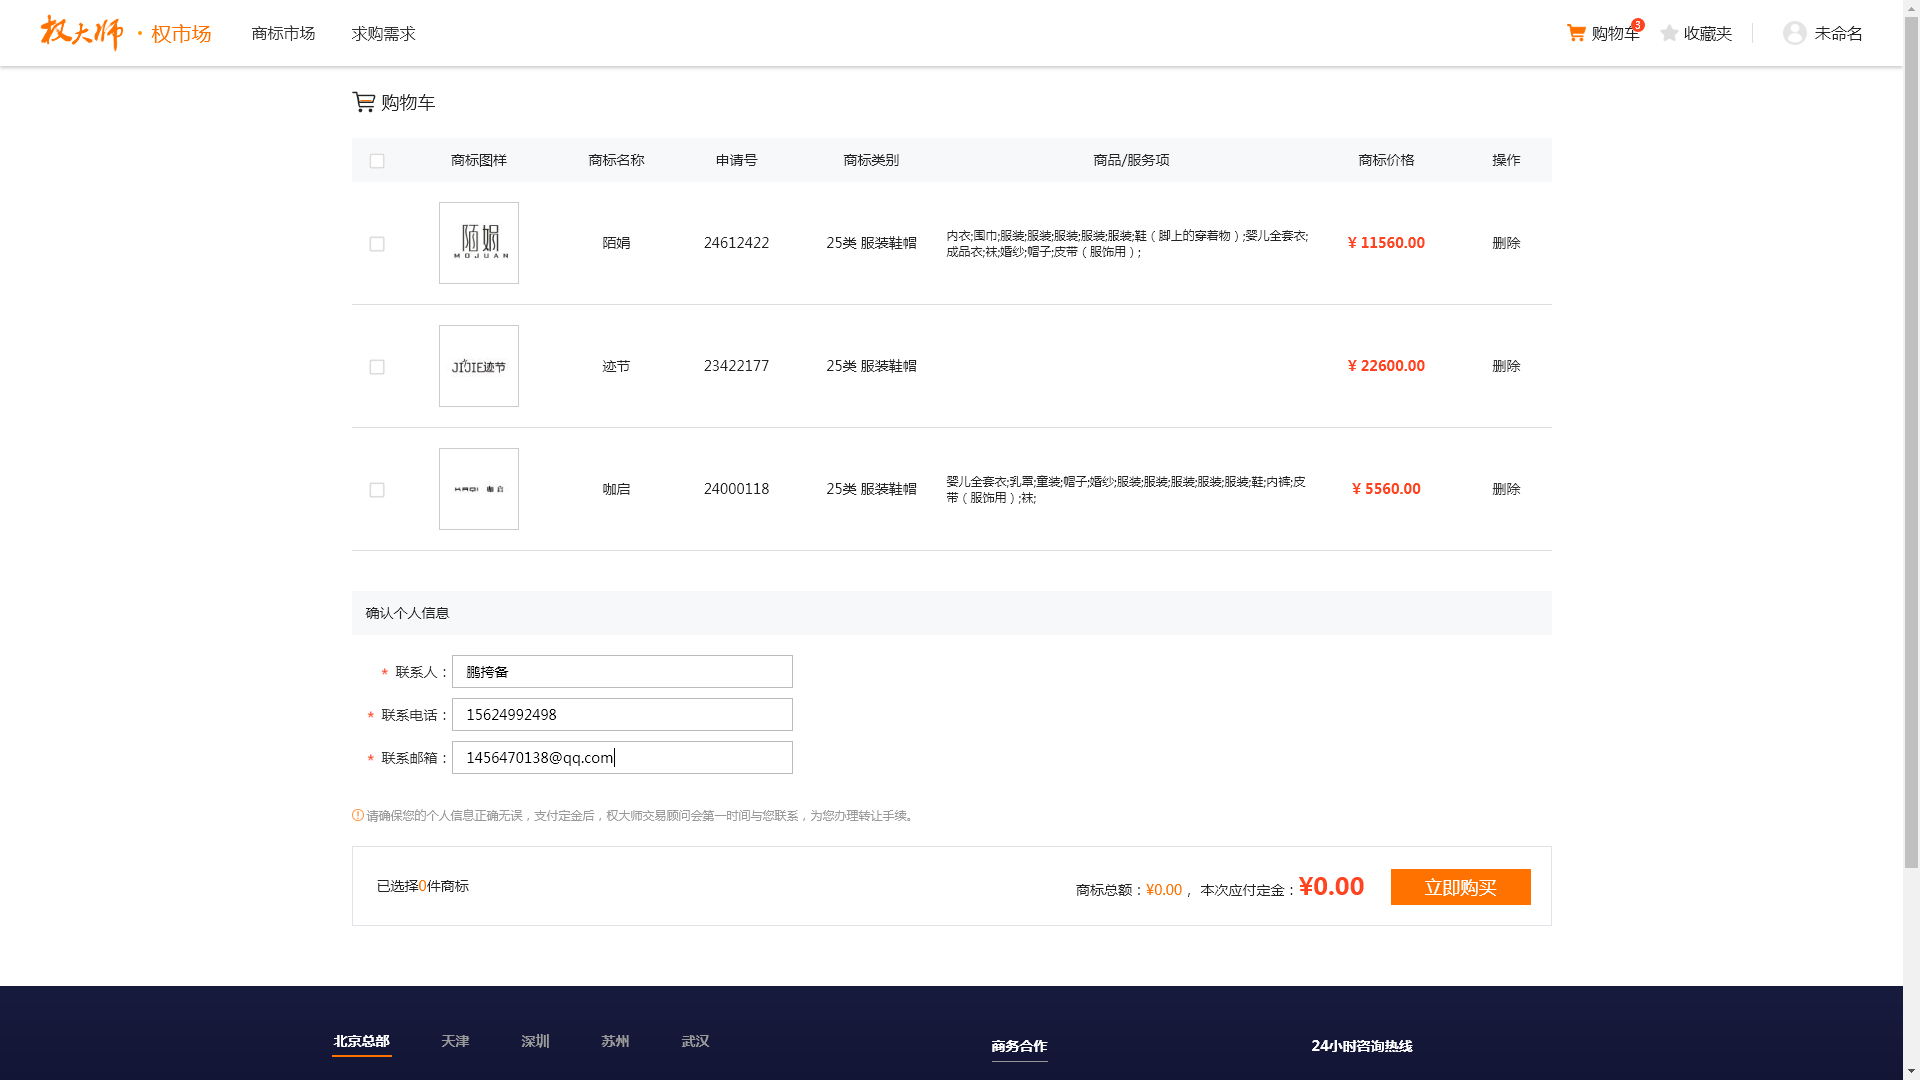 权大师 · 权市场
商标市场
求购需求
购物车
3
收藏夹
未命名
购物车
商标图样 商标名称 申请号 商标类别 商品/服务项 商标价格 操作
陌娟
MOJUAN
陌娟 24612422 25类 服装鞋帽
内衣;围巾;服装;服装;服装;服装;服装;鞋（脚上的穿着物）;婴儿全套衣;
成品衣;袜;婚纱;帽子;皮带（服饰用）;
¥ 11560.00 删除
JIJIE迹节
迹节 23422177 25类 服装鞋帽 ¥ 22600.00 删除
KAQI 咖启
咖启 24000118 25类 服装鞋帽
婴儿全套衣;乳罩;童装;帽子;婚纱;服装;服装;服装;服装;服装;鞋;内裤;皮
带（服饰用）;袜;
¥ 5560.00 删除
确认个人信息
* 联系人： 鹏挎备
* 联系电话： 15624992498
* 联系邮箱： 1456470138@qq.com
请确保您的个人信息正确无误，支付定金后，权大师交易顾问会第一时间与您联系，为您办理转让手续。
已选择0件商标
商标总额：¥0.00 ，本次应付定金：¥0.00
立即购买
北京总部 天津 深圳 苏州 武汉
商务合作
24小时咨询热线